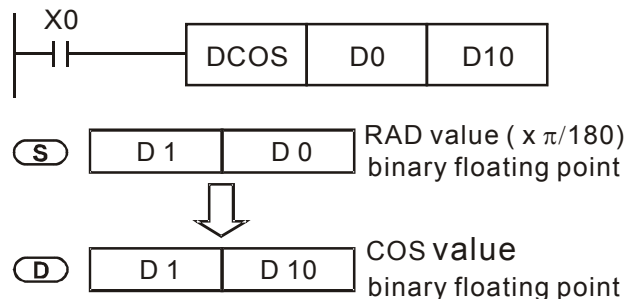 X0
DCOS D0 D10
S D 1 D 0 RAD value ( x π/180)
binary floating point
D D 1 D 10 COS value
binary floating point